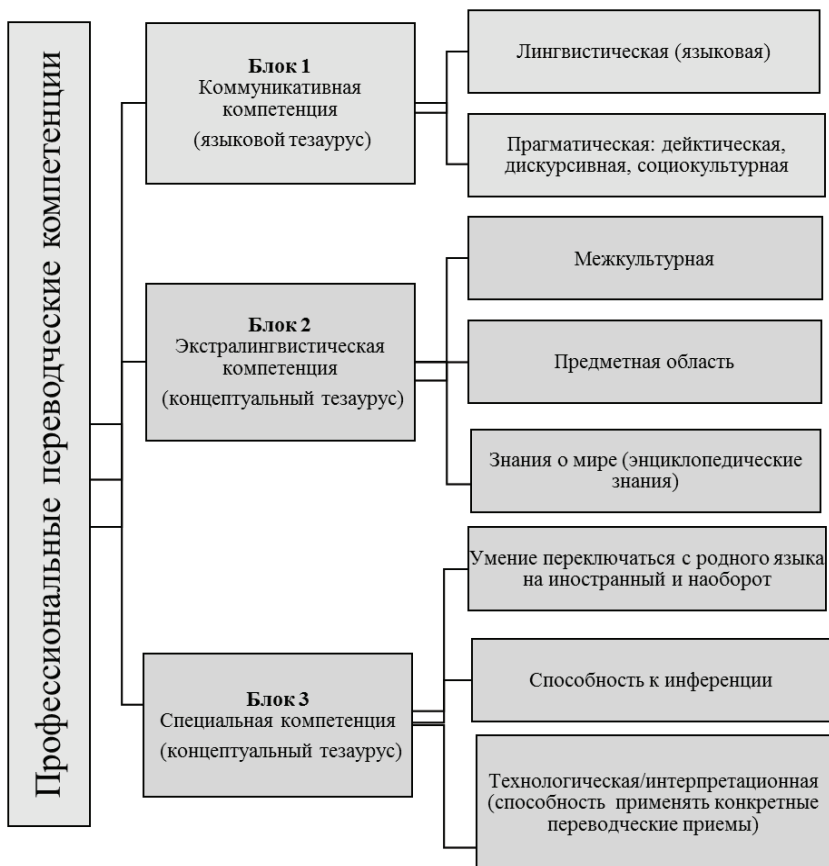 Профессиональные переводческие компетенции
Блок 1
Коммуникативная
компетенция
(языковой тезаурус)
Лингвистическая (языковая)
Прагматическая: дейктическая,
дискурсивная, социокультурная
Блок 2
Экстралингвистическая
компетенция
(концептуальный тезаурус)
Межкультурная
Предметная область
Знания о мире (энциклопедические
знания)
Блок 3
Специальная компетенция
(концептуальный тезаурус)
Умение переключаться с родного языка
на иностранный и наоборот
Способность к инференции
Технологическая/интерпретационная
(способность применять конкретные
переводческие приемы)